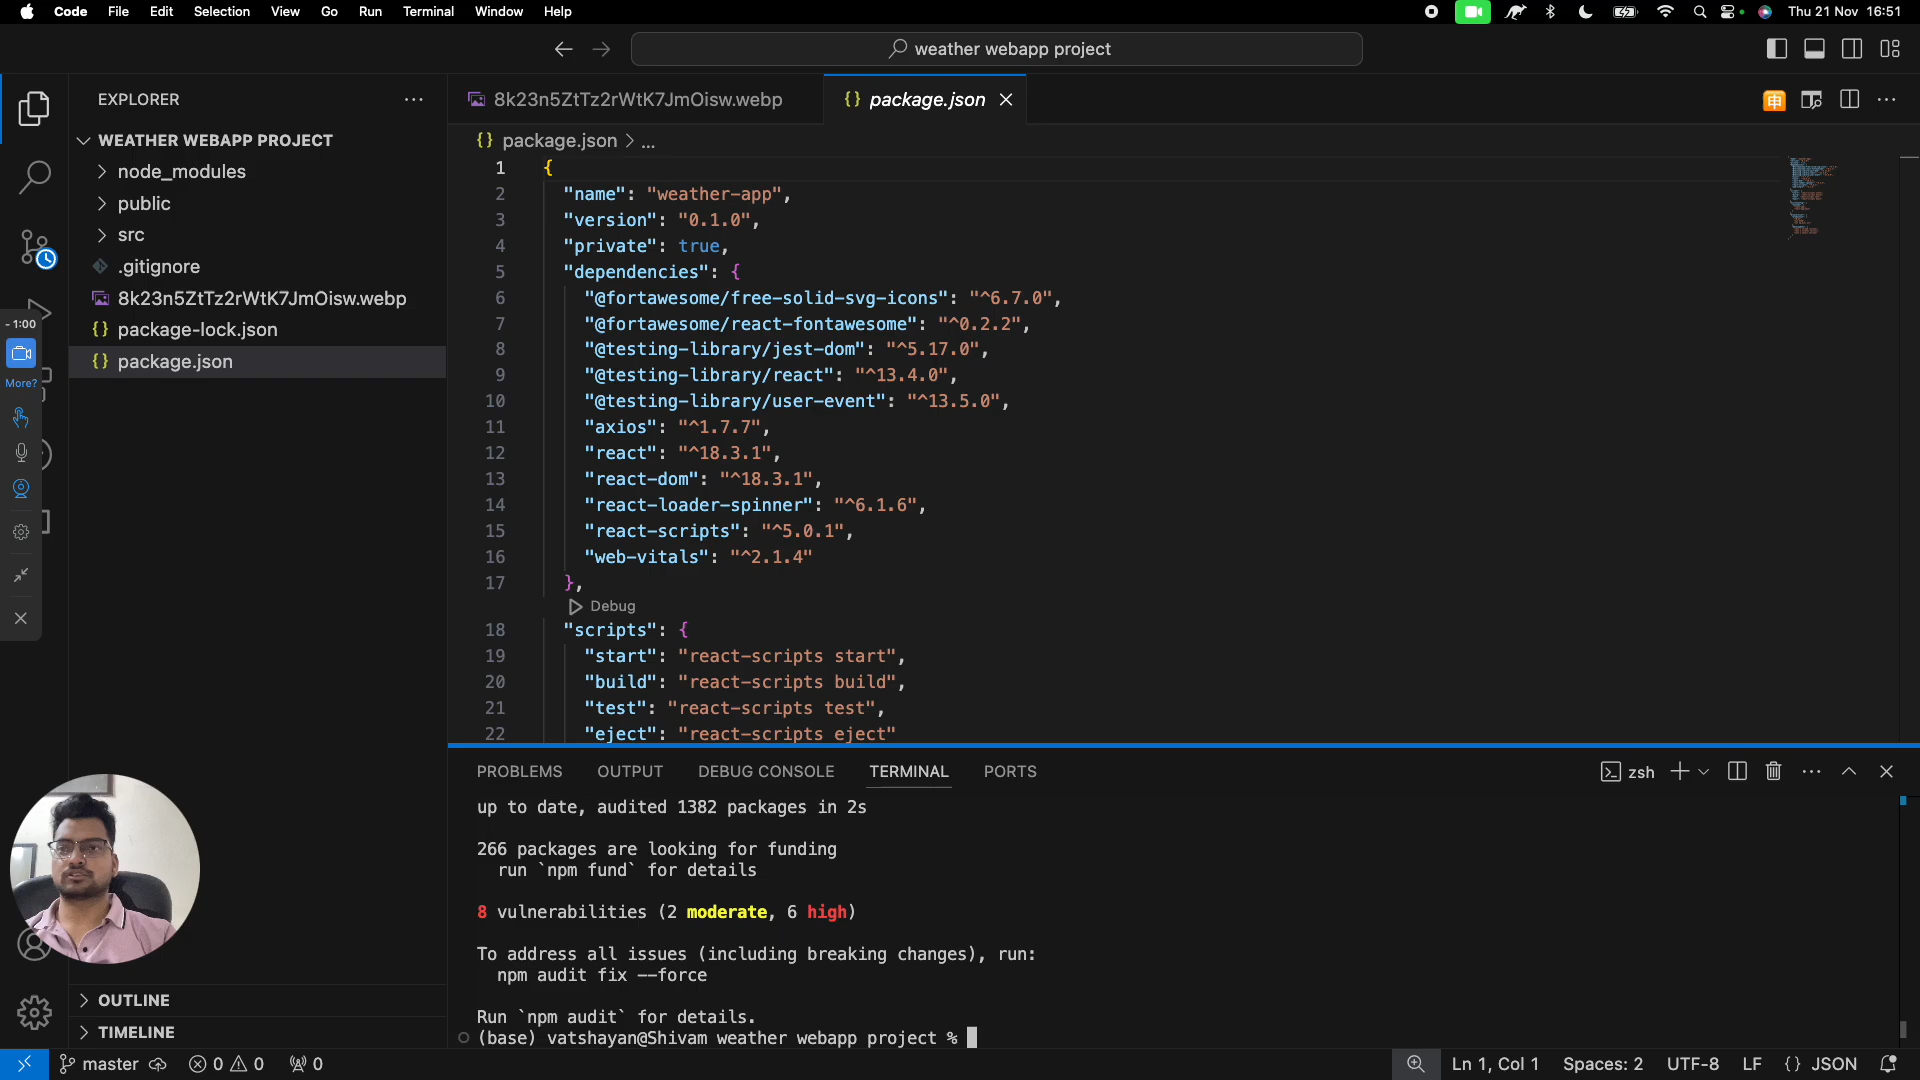 Code File Edit Selection View Go Run Terminal Window Help
Thu 21 Nov 16:51
weather webapp project
EXPLORER
WEATHER WEBAPP PROJECT
node_modules
public
src
.gitignore
8k23n5ZtTz2rWtK7JmOisw.webp
package-lock.json
package.json
- 1:00
More?
OUTLINE
TIMELINE
8k23n5ZtTz2rWtK7JmOisw.webp
{} package.json
{} package.json > ...
1 {
2 "name": "weather-app",
3 "version": "0.1.0",
4 "private": true,
5 "dependencies": {
6 "@fortawesome/free-solid-svg-icons": "^6.7.0",
7 "@fortawesome/react-fontawesome": "^0.2.2",
8 "@testing-library/jest-dom": "^5.17.0",
9 "@testing-library/react": "^13.4.0",
10 "@testing-library/user-event": "^13.5.0",
11 "axios": "^1.7.7",
12 "react": "^18.3.1",
13 "react-dom": "^18.3.1",
14 "react-loader-spinner": "^6.1.6",
15 "react-scripts": "^5.0.1",
16 "web-vitals": "^2.1.4"
17 },
Debug
18 "scripts": {
19 "start": "react-scripts start",
20 "build": "react-scripts build",
21 "test": "react-scripts test",
22 "eject": "react-scripts eject"
PROBLEMS OUTPUT DEBUG CONSOLE TERMINAL PORTS
zsh
up to date, audited 1382 packages in 2s
266 packages are looking for funding
run `npm fund` for details
8 vulnerabilities (2 moderate, 6 high)
To address all issues (including breaking changes), run:
npm audit fix --force
Run `npm audit` for details.
(base) vatshayan@Shivam weather webapp project %
master 0 0 0
Ln 1, Col 1 Spaces: 2 UTF-8 LF {} JSON